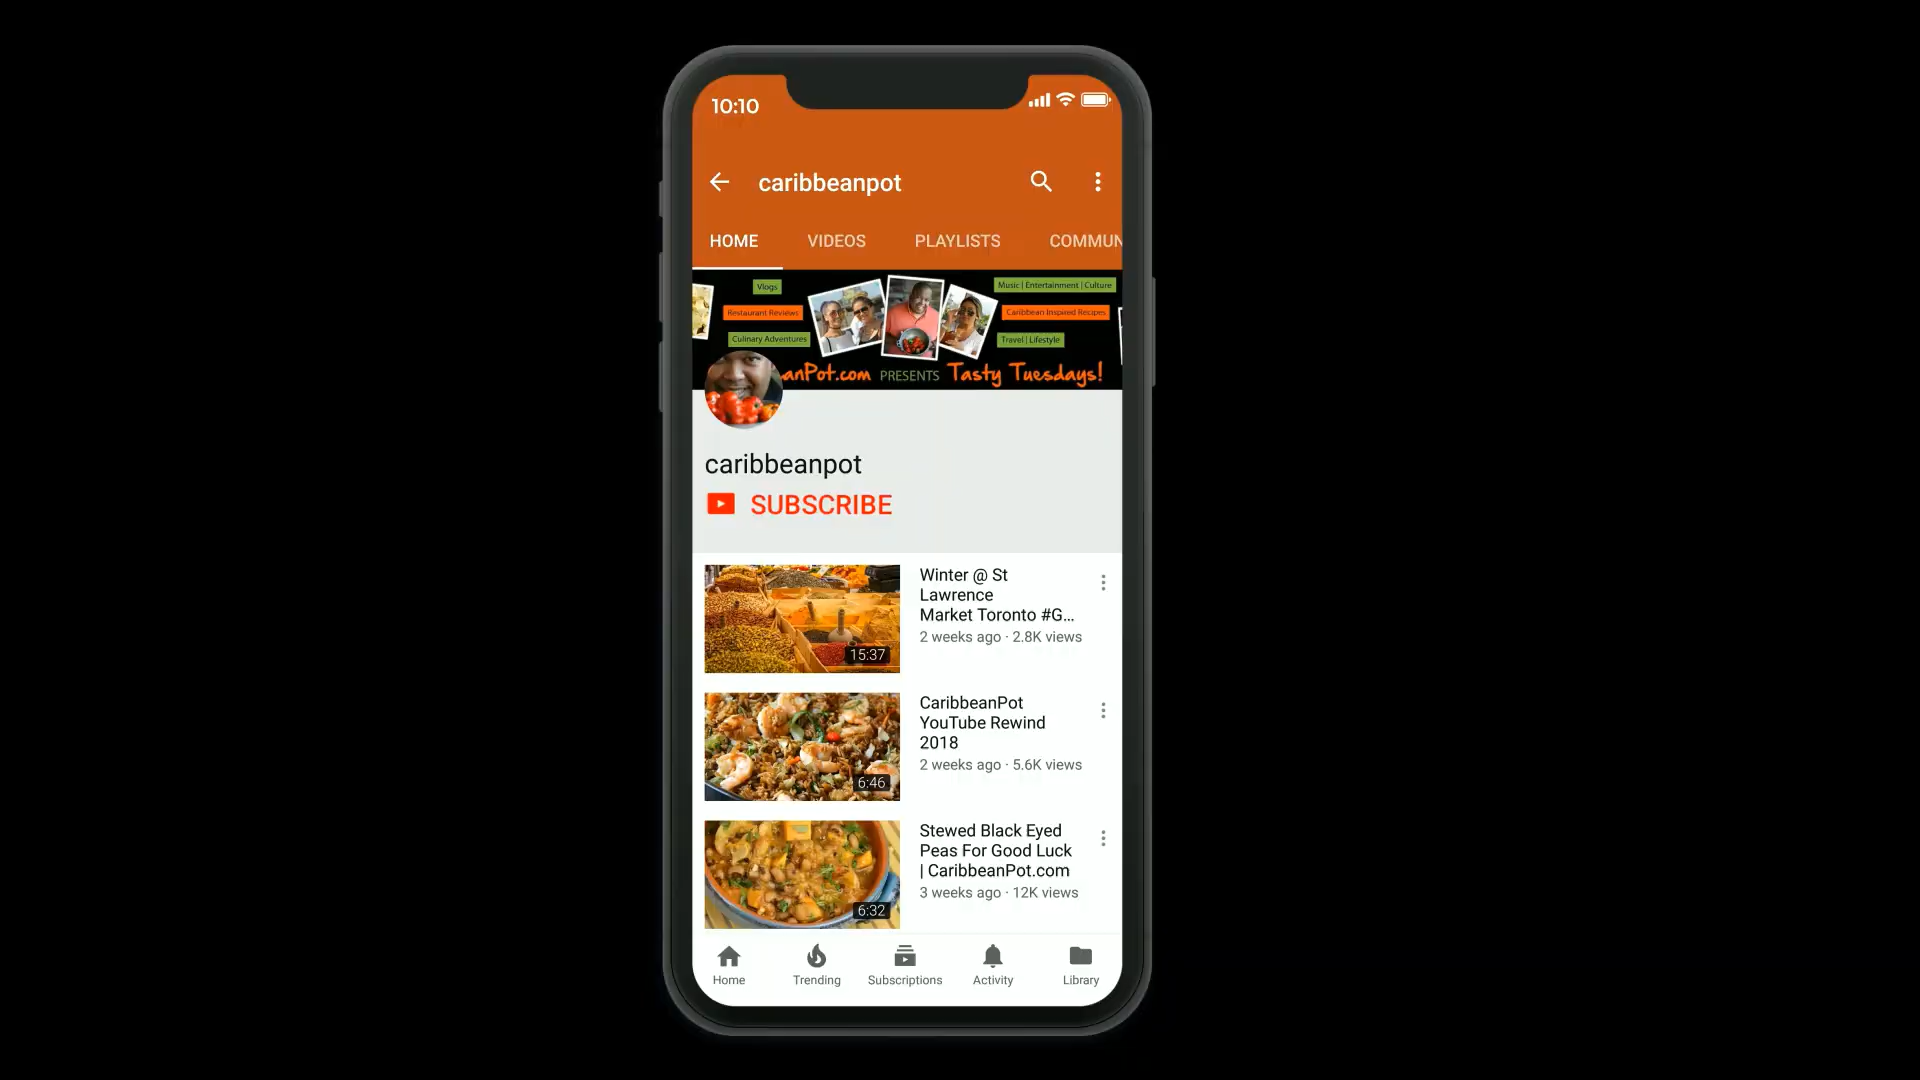 10:10
caribbeanpot
HOME VIDEOS PLAYLISTS COMMUN
Vlogs
Restaurant Reviews
Culinary Adventures
Music | Entertainment | Culture
Caribbean Inspired Recipes
Travel | Lifestyle
anPot.com PRESENTS Tasty Tuesdays!
caribbeanpot
SUBSCRIBE
Winter @ St
Lawrence
Market Toronto #G...
2 weeks ago · 2.8K views
15:37
CaribbeanPot
YouTube Rewind
2018
2 weeks ago · 5.6K views
6:46
Stewed Black Eyed
Peas For Good Luck
| CaribbeanPot.com
3 weeks ago · 12K views
6:32
Home Trending Subscriptions Activity Library